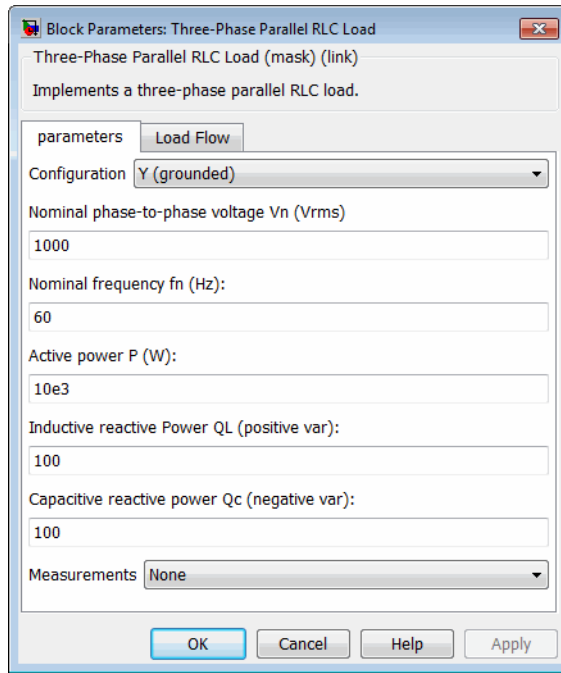 Block Parameters: Three-Phase Parallel RLC Load
Three-Phase Parallel RLC Load (mask) (link)
Implements a three-phase parallel RLC load.
parameters Load Flow
Configuration Y (grounded)
Nominal phase-to-phase voltage Vn (Vrms)
1000
Nominal frequency fn (Hz):
60
Active power P (W):
10e3
Inductive reactive Power QL (positive var):
100
Capacitive reactive power Qc (negative var):
100
Measurements None
OK Cancel Help Apply